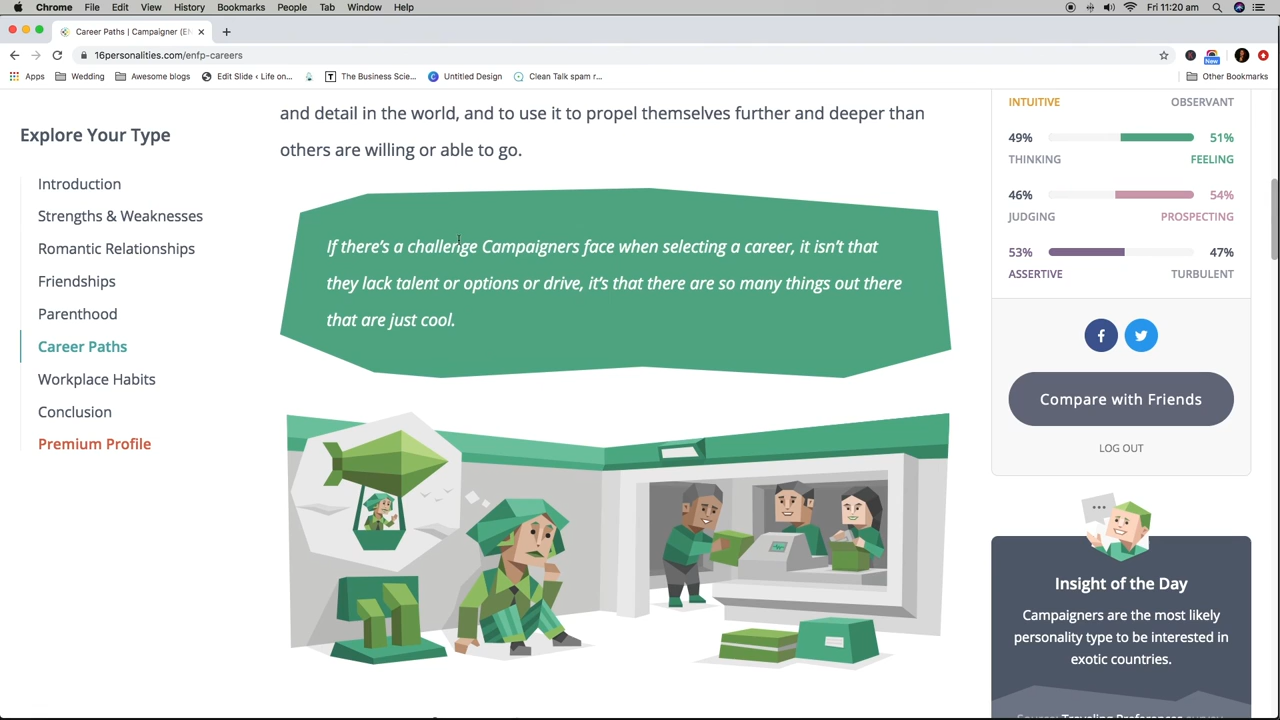 Chrome File Edit View History Bookmarks People Tab Window Help
Fri 11:20 am
Career Paths | Campaigner (EN
16personalities.com/enfp-careers
New
Apps Wedding Awesome blogs Edit Slide ‹ Life on... T The Business Scie... Untitled Design Clean Talk spam r... Other Bookmarks
Explore Your Type
Introduction
Strengths & Weaknesses
Romantic Relationships
Friendships
Parenthood
Career Paths
Workplace Habits
Conclusion
Premium Profile
and detail in the world, and to use it to propel themselves further and deeper than
others are willing or able to go.
If there's a challenge Campaigners face when selecting a career, it isn't that
they lack talent or options or drive, it's that there are so many things out there
that are just cool.
INTUITIVE OBSERVANT
49% 51%
THINKING FEELING
46% 54%
JUDGING PROSPECTING
53% 47%
ASSERTIVE TURBULENT
Compare with Friends
LOG OUT
Insight of the Day
Campaigners are the most likely
personality type to be interested in
exotic countries.
Source: Traveling Preferences survey